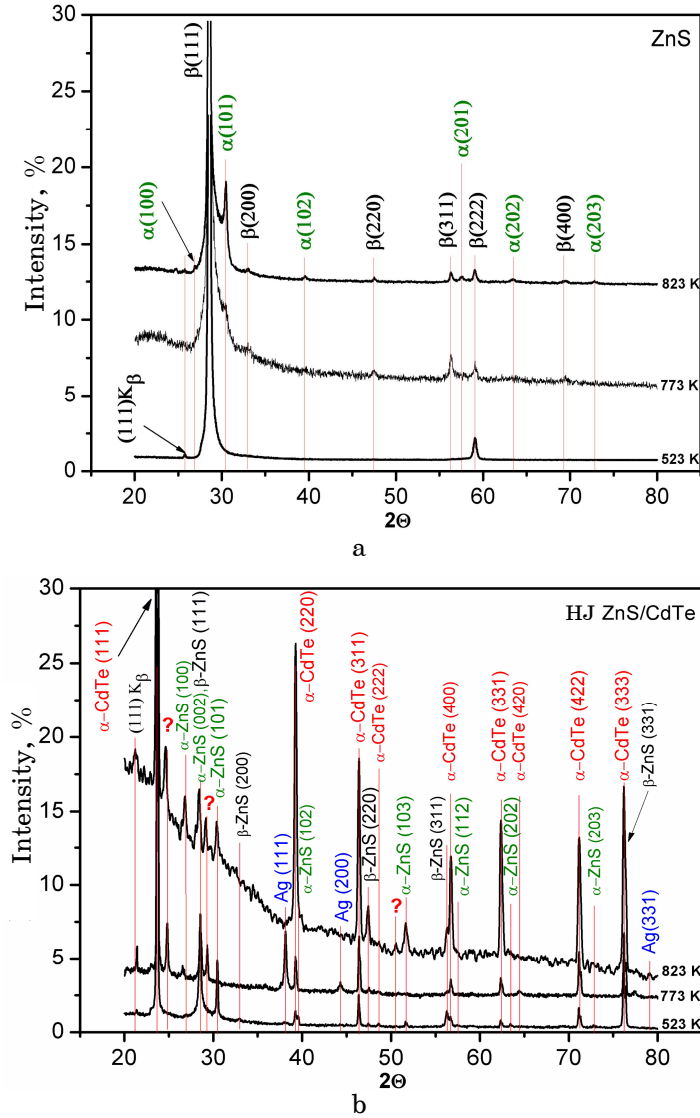 ZnS
Intensity, %
30
25
20
15
10
5
0
β(111)
α(100)
α(101)
β(200)
α(102)
β(220)
β(311)
α(201)
β(222)
α(202)
β(400)
α(203)
(111)Kβ
823 K
773 K
523 K
20 30 40 50 60 70 80
2Θ
a
HJ ZnS/CdTe
Intensity, %
30
25
20
15
10
5
0
α–CdTe (111)
(111) Kβ
?
α–ZnS (100)
α–ZnS (002), β-ZnS (111)
?
α–ZnS (101)
β-ZnS (200)
Ag (111)
α–CdTe (220)
α–ZnS (102)
Ag (200)
α–CdTe (311)
β-ZnS (220)
α–CdTe (222)
?
α–ZnS (103)
β-ZnS (311)
α–CdTe (400)
α–ZnS (112)
α–CdTe (331)
α–ZnS (202)
α–CdTe (420)
α–CdTe (422)
α–ZnS (203)
α–CdTe (333)
β-ZnS (331)
Ag(331)
823 K
773 K
523 K
20 30 40 50 60 70 80
2Θ
b